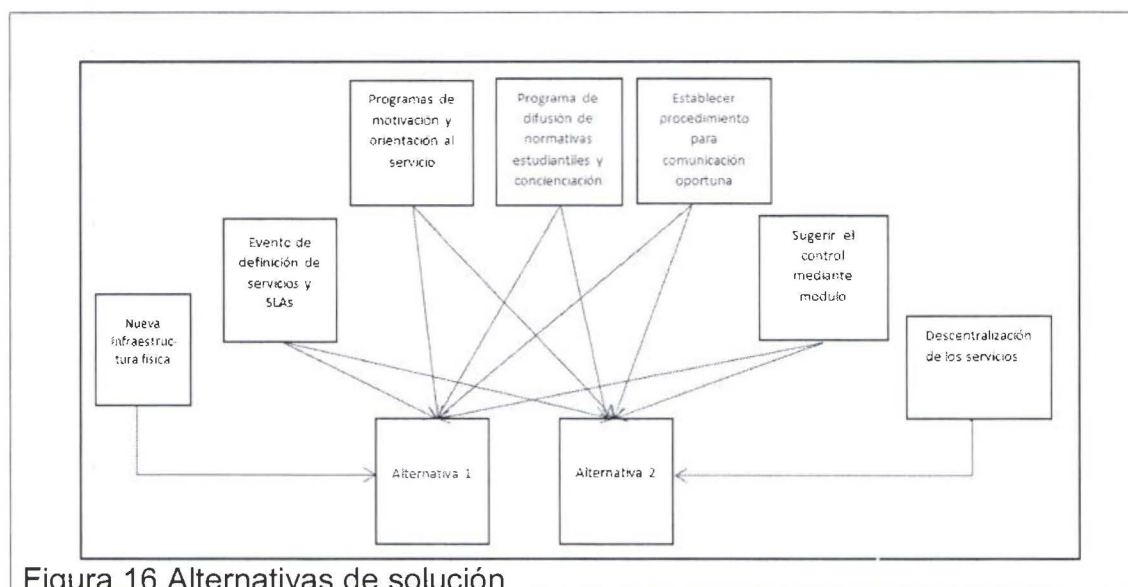 Programas de
motivación y
orientación al
servicio
Programa de
difusión de
normativas
estudiantiles y
concienciación
Establecer
procedimiento
para
comunicación
oportuna
Evento de
definición de
servicios y
SLAs
Sugerir el
control
mediante
modulo
Nueva
infraestruc-
tura física
Descentralización
de los servicios
Alternativa 1
Alternativa 2
Figura 16 Alternativas de solución